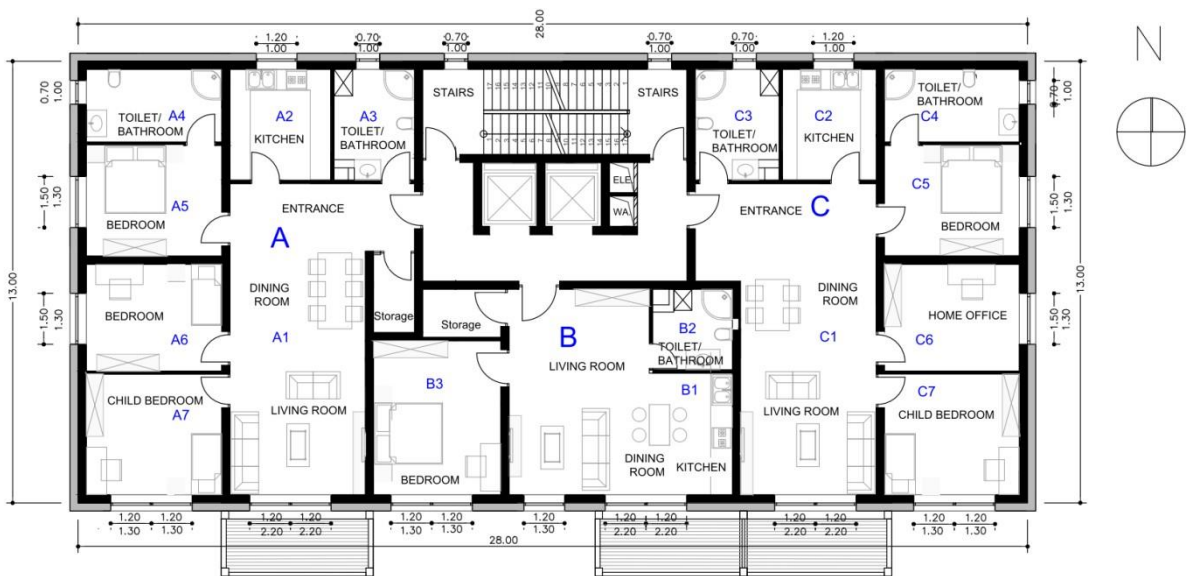 28.00
N
1.20
1.00
0.70
1.00
0.70
1.00
0.70
1.00
0.70
1.00
1.20
1.00
0.70
1.00
TOILET/
BATHROOM
A4
A2
KITCHEN
A3
TOILET/
BATHROOM
STAIRS
STAIRS
C3
TOILET/
BATHROOM
C2
KITCHEN
TOILET/
BATHROOM
C4
0.70
1.00
1.50
1.30
A5
BEDROOM
ENTRANCE
A
ELE
WA
ENTRANCE
C
C5
BEDROOM
1.50
1.30
13.00
13.00
1.50
1.30
BEDROOM
A6
DINING
ROOM
A1
Storage
Storage
B
LIVING ROOM
B2
TOILET/
BATHROOM
DINING
ROOM
C1
HOME OFFICE
C6
1.50
1.30
CHILD BEDROOM
A7
LIVING ROOM
B3
BEDROOM
B1
DINING
ROOM
KITCHEN
LIVING ROOM
C7
CHILD BEDROOM
1.20 1.20
1.30 1.30
1.20 1.20
2.20 2.20
1.20 1.20
1.30 1.30
1.20
1.30
1.20 1.20
2.20 2.20
1.20 1.20
2.20 2.20
1.20 1.20
1.30 1.30
28.00